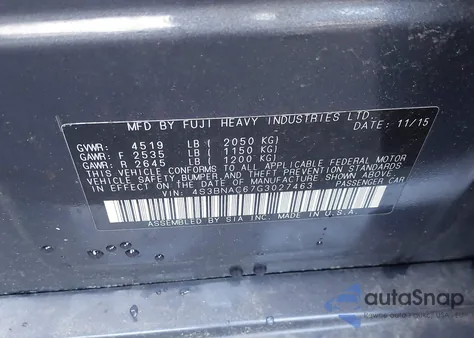 MFD BY FUJI HEAVY INDUSTRIES LTD.
DATE: 11/15
GVWR: 4519 LB ( 2050 KG)
GAWR: F 2535 LB ( 1150 KG)
GAWR: R 2645 LB ( 1200 KG)
THIS VEHICLE CONFORMS TO ALL APPLICABLE FEDERAL MOTOR
VEHICLE SAFETY, BUMPER, AND THEFT PREVENTION STANDARDS
IN EFFECT ON THE DATE OF MANUFACTURE SHOWN ABOVE.
VIN: 4S3BNAC67G3027463 PASSENGER CAR
ASSEMBLED BY SIA INC. MADE IN U.S.A.
autoSnap